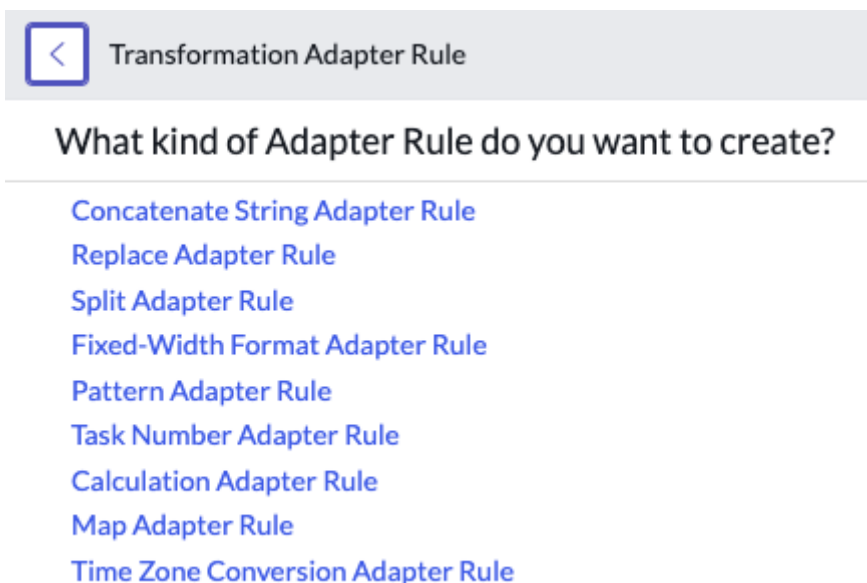 Transformation Adapter Rule
What kind of Adapter Rule do you want to create?
Concatenate String Adapter Rule
Replace Adapter Rule
Split Adapter Rule
Fixed-Width Format Adapter Rule
Pattern Adapter Rule
Task Number Adapter Rule
Calculation Adapter Rule
Map Adapter Rule
Time Zone Conversion Adapter Rule